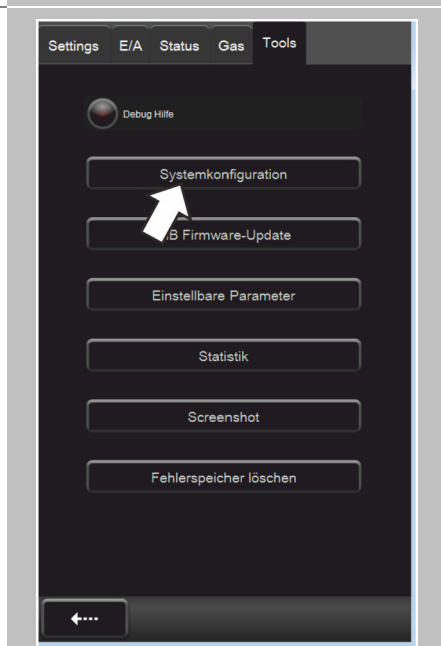 Settings E/A Status Gas Tools
Debug Hilfe
Systemkonfiguration
Firmware-Update
Einstellbare Parameter
Statistik
Screenshot
Fehlerspeicher löschen